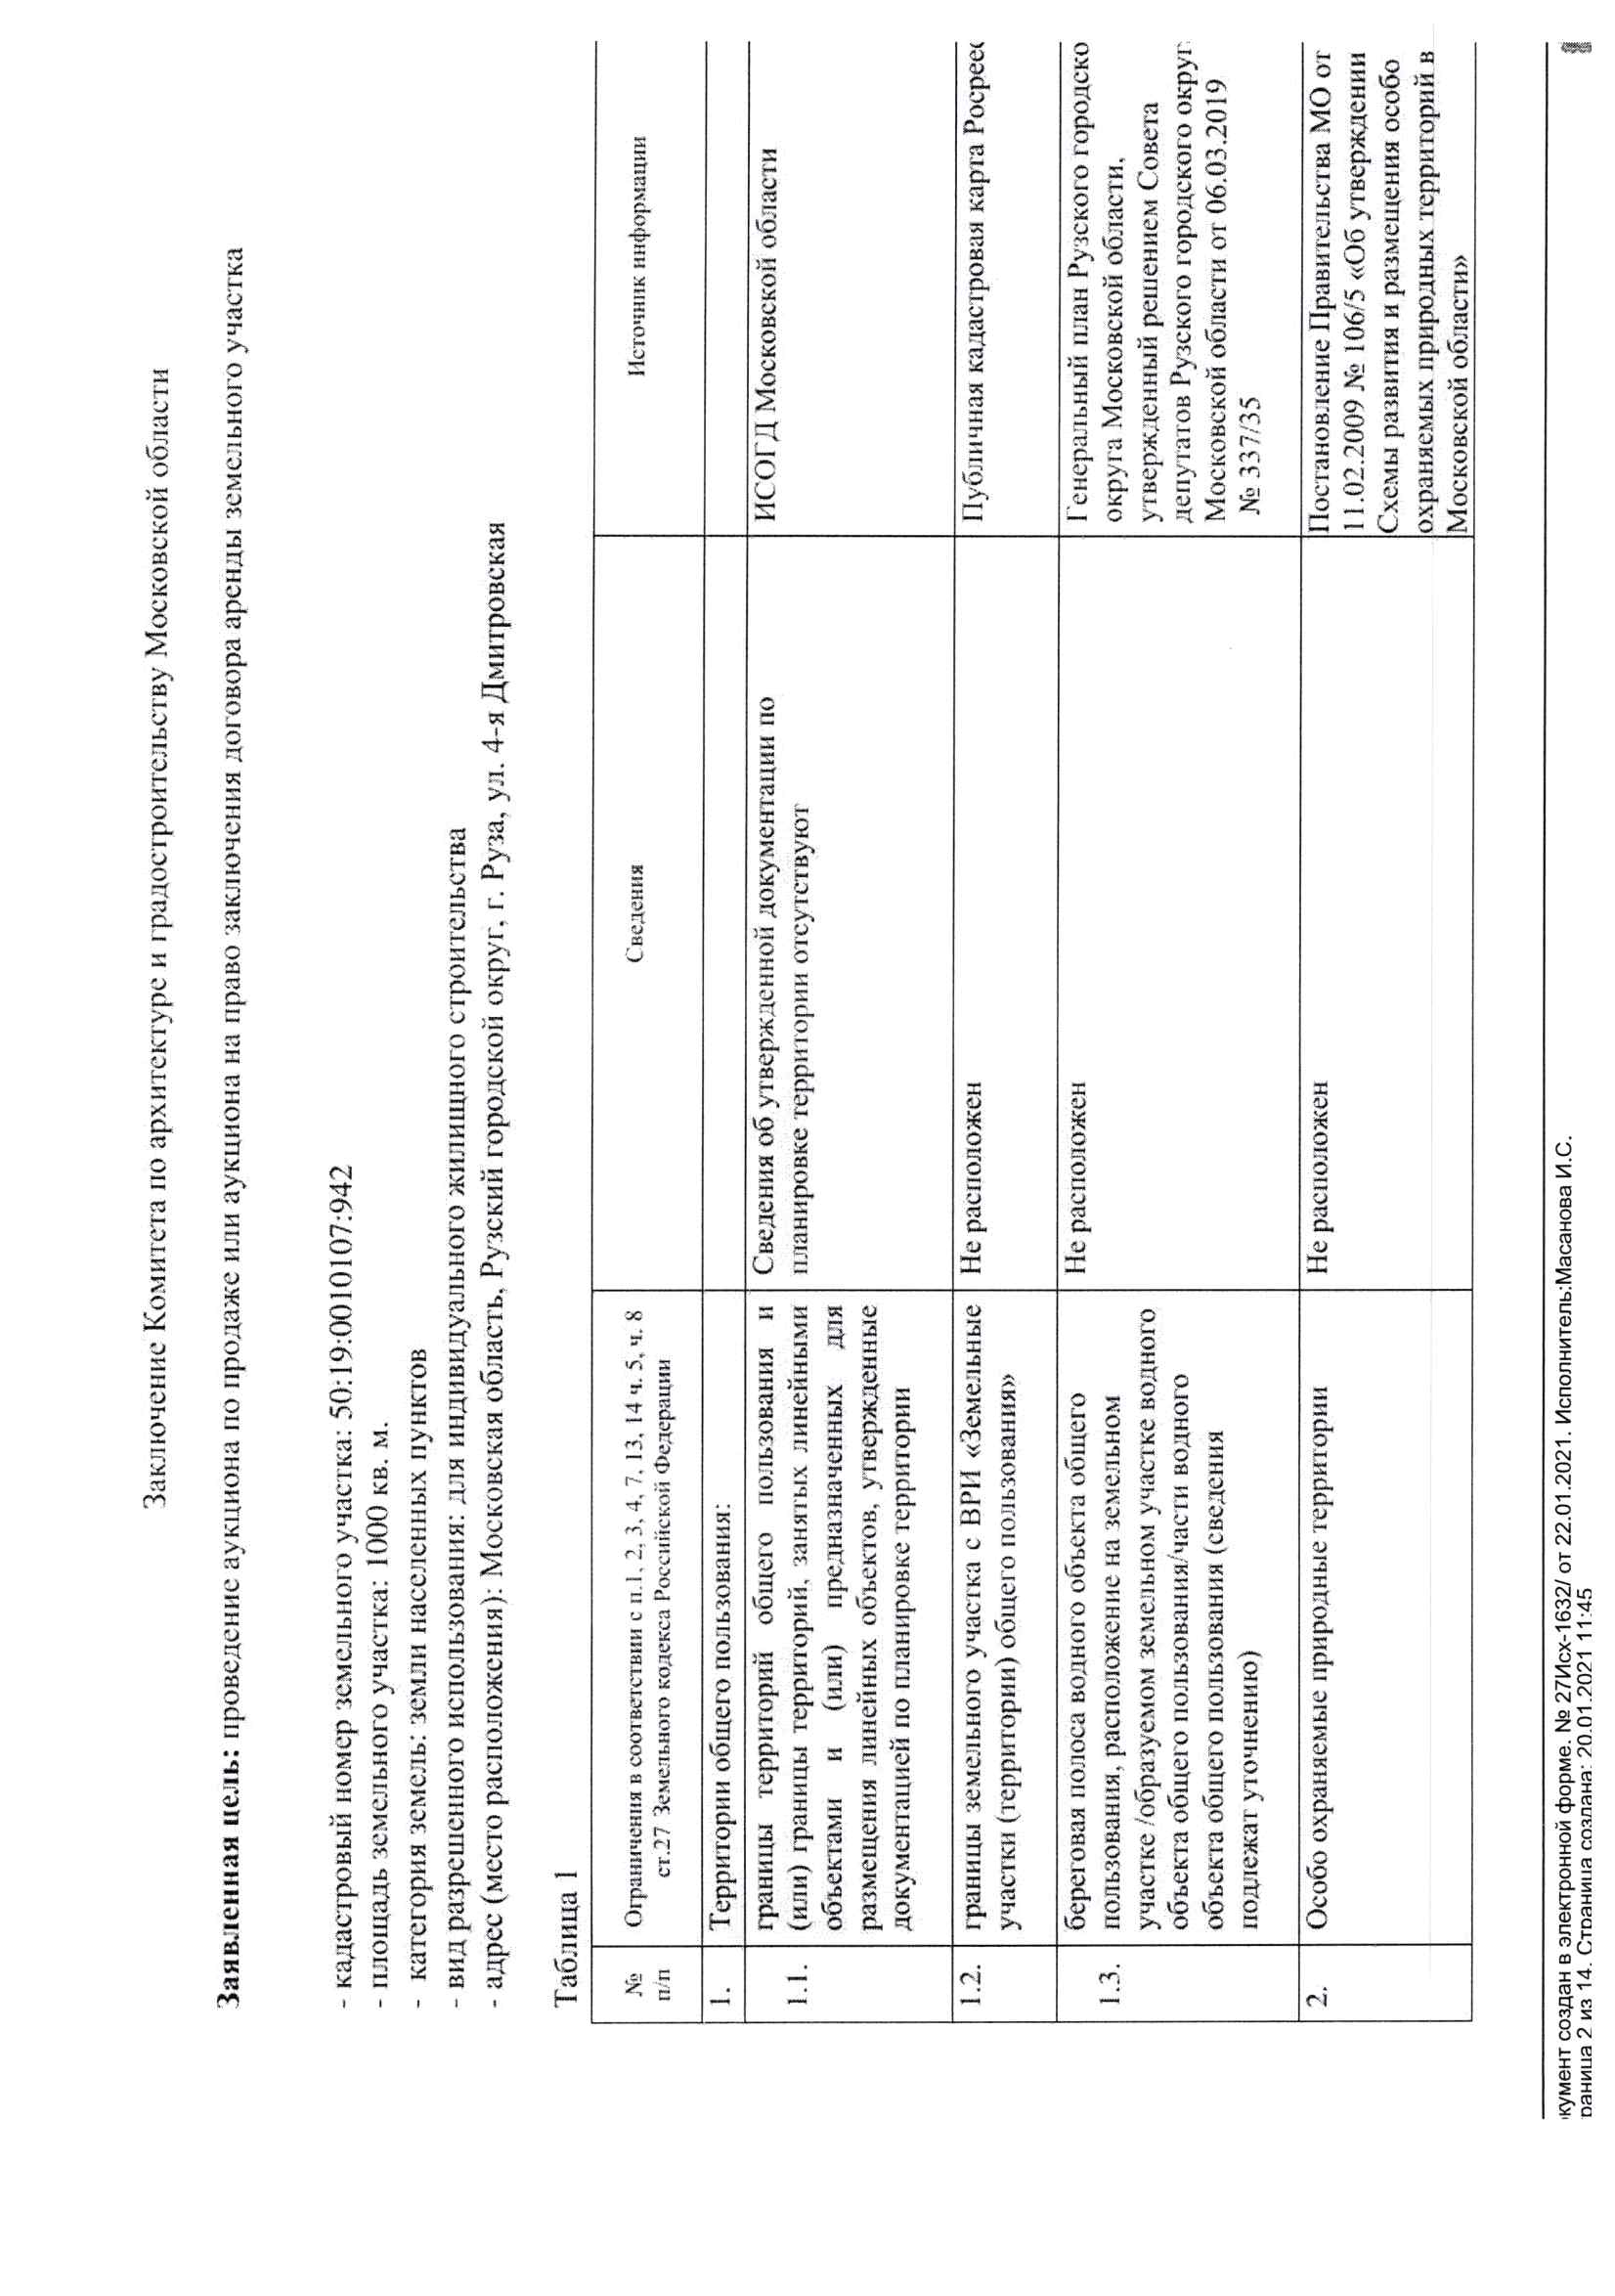 Заключение Комитета по архитектуре и градостроительству Московской области
Заявленная цель: проведение аукциона по продаже или аукциона на право заключения договора аренды земельного участка
- кадастровый номер земельного участка: 50:19:0010107:942
- площадь земельного участка: 1000 кв. м.
- категория земель: земли населенных пунктов
- вид разрешенного использования: для индивидуального жилищного строительства
- адрес (место расположения): Московская область, Рузский городской округ, г. Руза, ул. 4-я Дмитровская
Таблица 1
№
п/п
Ограничения в соответствии с п.1, 2, 3, 4, 7, 13, 14 ч. 5, ч. 8
ст.27 Земельного кодекса Российской Федерации
Сведения
Источник информации
1.
Территории общего пользования:
1.1.
границы территорий общего пользования и
(или) границы территорий, занятых линейными
объектами и (или) предназначенных для
размещения линейных объектов, утвержденные
документацией по планировке территории
Сведения об утвержденной документации по
планировке территории отсутствуют
ИСОГД Московской области
1.2.
границы земельного участка с ВРИ «Земельные
участки (территории) общего пользования»
Не расположен
Публичная кадастровая карта Росреес
1.3.
береговая полоса водного объекта общего
пользования, расположение на земельном
участке /образуемом земельном участке водного
объекта общего пользования/части водного
объекта общего пользования (сведения
подлежат уточнению)
Не расположен
Генеральный план Рузского городско
округа Московской области,
утвержденный решением Совета
депутатов Рузского городского округ
Московской области от 06.03.2019
№ 337/35
2.
Особо охраняемые природные территории
Не расположен
Постановление Правительства МО от
11.02.2009 № 106/5 «Об утверждении
Схемы развития и размещения особо
охраняемых природных территорий в
Московской области»
кумент создан в электронной форме. № 27Исх-1632/ от 22.01.2021. Исполнитель:Масанова И.С.
раница 2 из 14. Страница создана: 20.01.2021 11:45